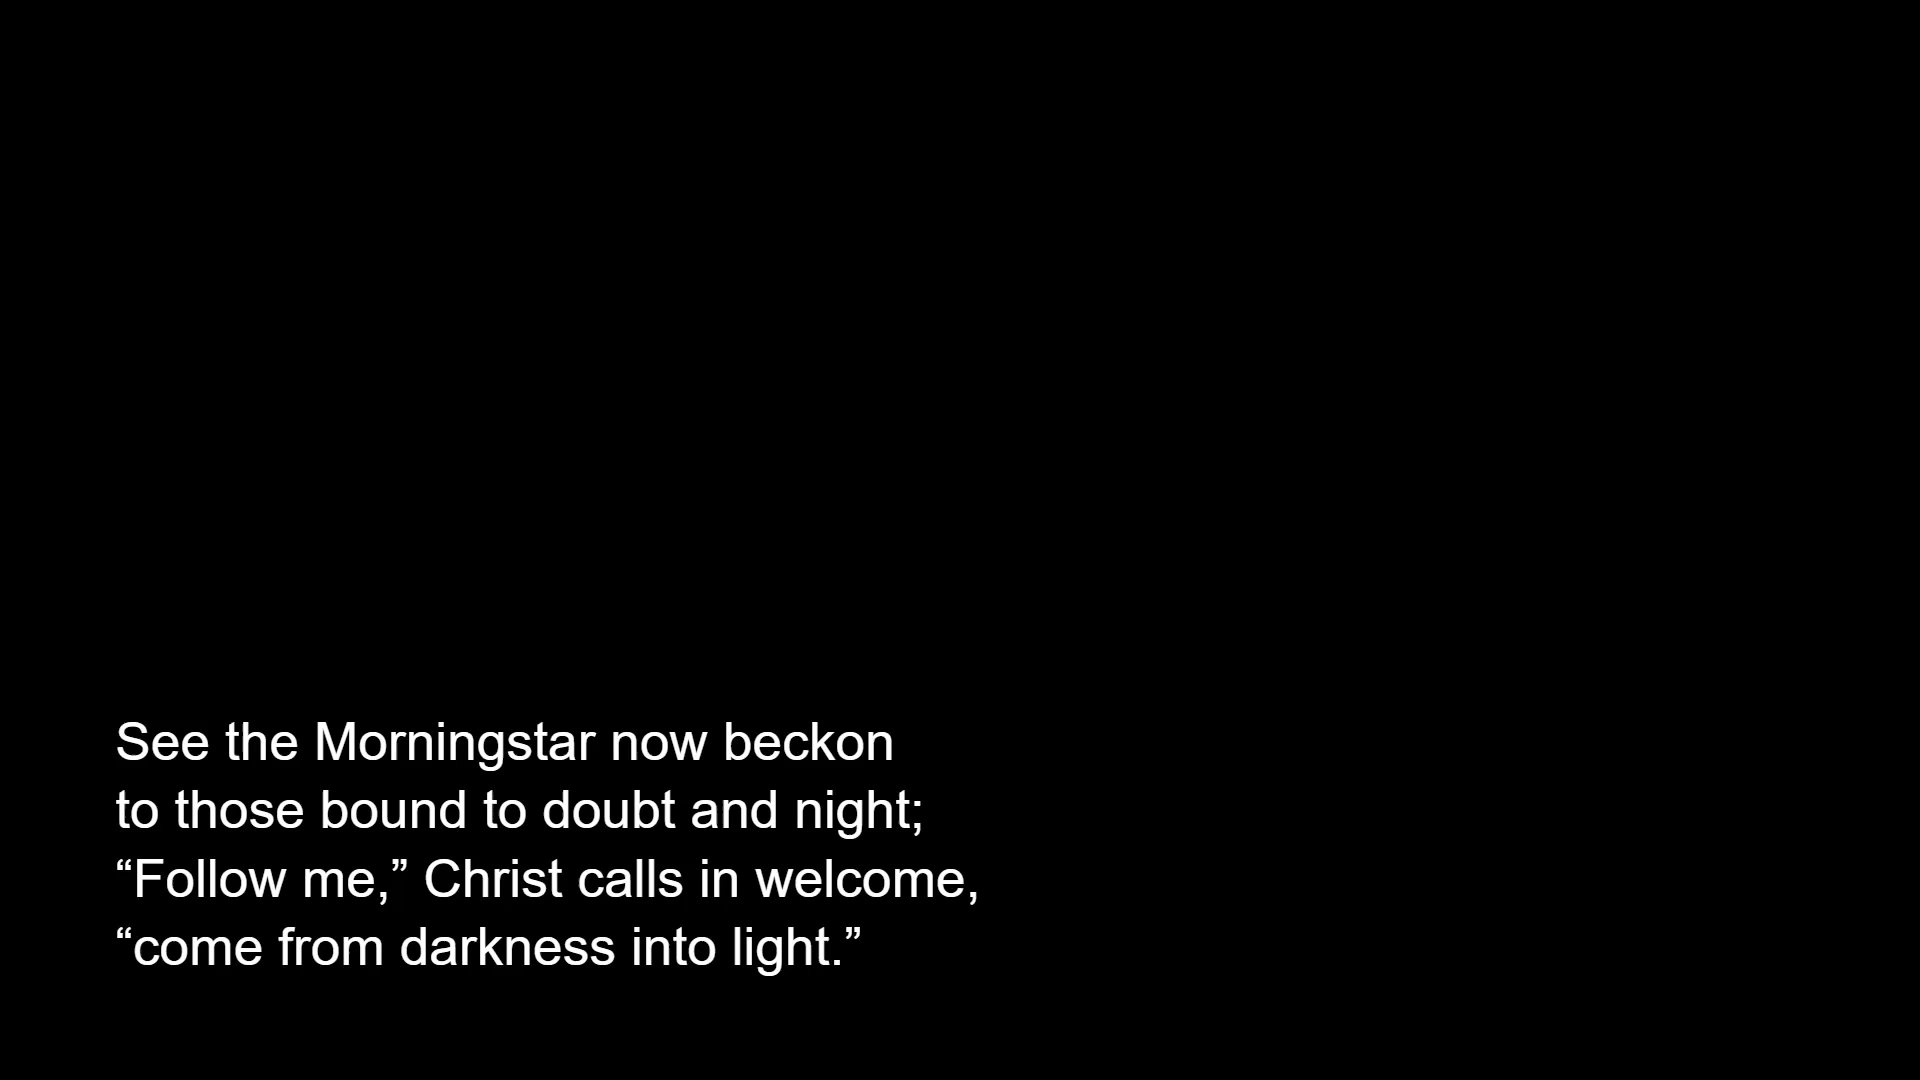 See the Morningstar now beckon
to those bound to doubt and night;
“Follow me,” Christ calls in welcome,
“come from darkness into light.”